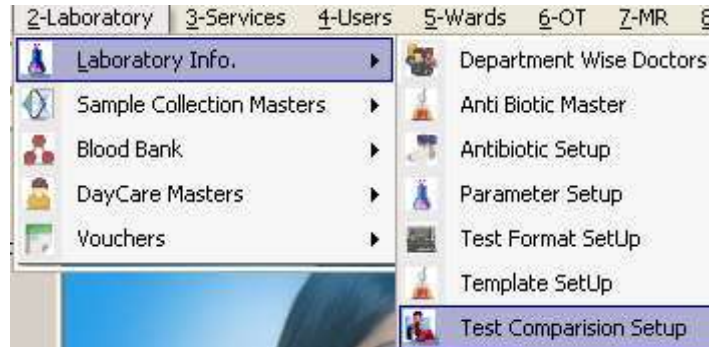 2-Laboratory 3-Services 4-Users 5-Wards 6-OT 7-MR 8
Laboratory Info.
Sample Collection Masters
Blood Bank
DayCare Masters
Vouchers
Department Wise Doctors
Anti Biotic Master
Antibiotic Setup
Parameter Setup
Test Format SetUp
Template SetUp
Test Comparision Setup